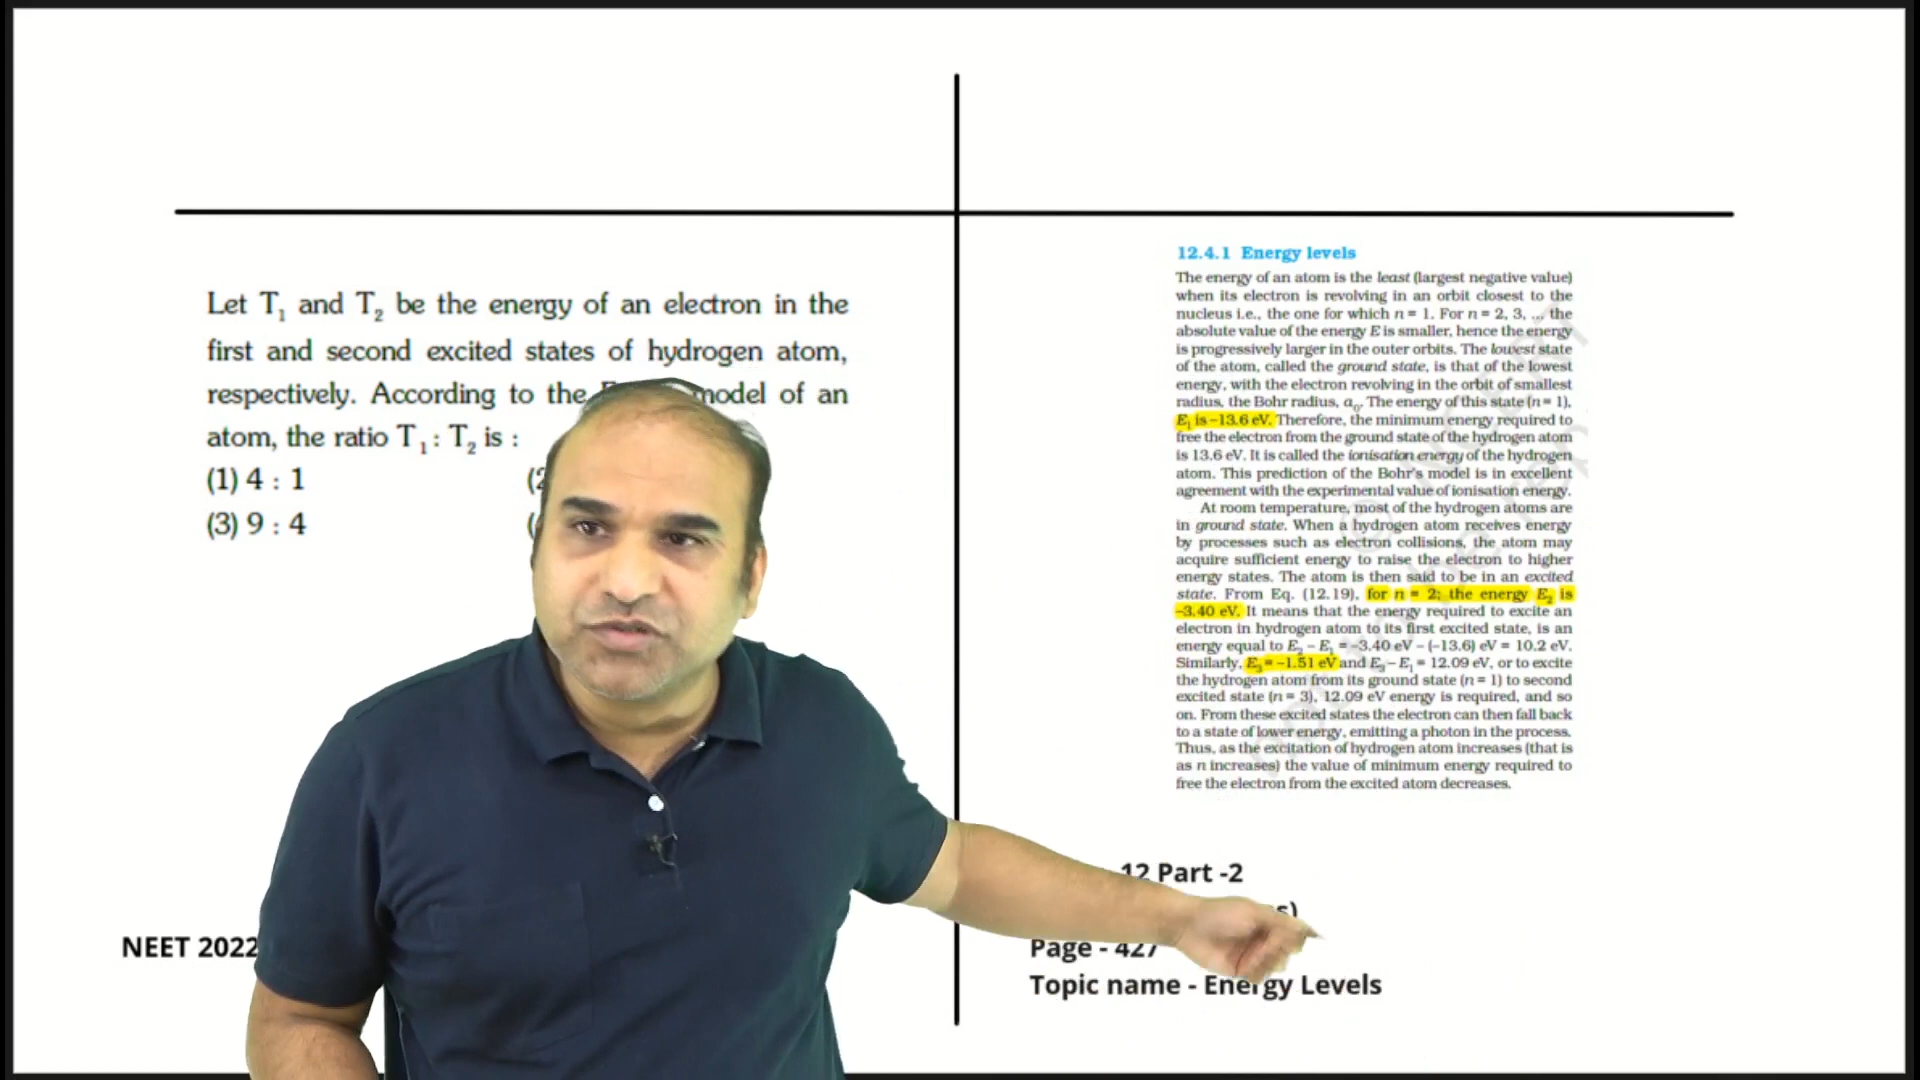 Let T₁ and T₂ be the energy of an electron in the
first and second excited states of hydrogen atom,
respectively. According to the model of an
atom, the ratio T₁ : T₂ is :
(1) 4 : 1
(3) 9 : 4
NEET 2022
12.4.1 Energy levels
The energy of an atom is the least (largest negative value)
when its electron is revolving in an orbit closest to the
nucleus i.e., the one for which n = 1. For n = 2, 3, ... the
absolute value of the energy E is smaller, hence the energy
is progressively larger in the outer orbits. The lowest state
of the atom, called the ground state, is that of the lowest
energy, with the electron revolving in the orbit of smallest
radius, the Bohr radius, a₀. The energy of this state (n = 1),
E₁ is –13.6 eV. Therefore, the minimum energy required to
free the electron from the ground state of the hydrogen atom
is 13.6 eV. It is called the ionisation energy of the hydrogen
atom. This prediction of the Bohr's model is in excellent
agreement with the experimental value of ionisation energy.
At room temperature, most of the hydrogen atoms are
in ground state. When a hydrogen atom receives energy
by processes such as electron collisions, the atom may
acquire sufficient energy to raise the electron to higher
energy states. The atom is then said to be in an excited
state. From Eq. (12.19), for n = 2; the energy E₂ is
–3.40 eV. It means that the energy required to excite an
electron in hydrogen atom to its first excited state, is an
energy equal to E₂ – E₁ = –3.40 eV – (–13.6) eV = 10.2 eV.
Similarly, E₃ = –1.51 eV and E₃ – E₁ = 12.09 eV, or to excite
the hydrogen atom from its ground state (n = 1) to second
excited state (n = 3), 12.09 eV energy is required, and so
on. From these excited states the electron can then fall back
to a state of lower energy, emitting a photon in the process.
Thus, as the excitation of hydrogen atom increases (that is
as n increases) the value of minimum energy required to
free the electron from the excited atom decreases.
12 Part -2
Page - 427
Topic name - Energy Levels